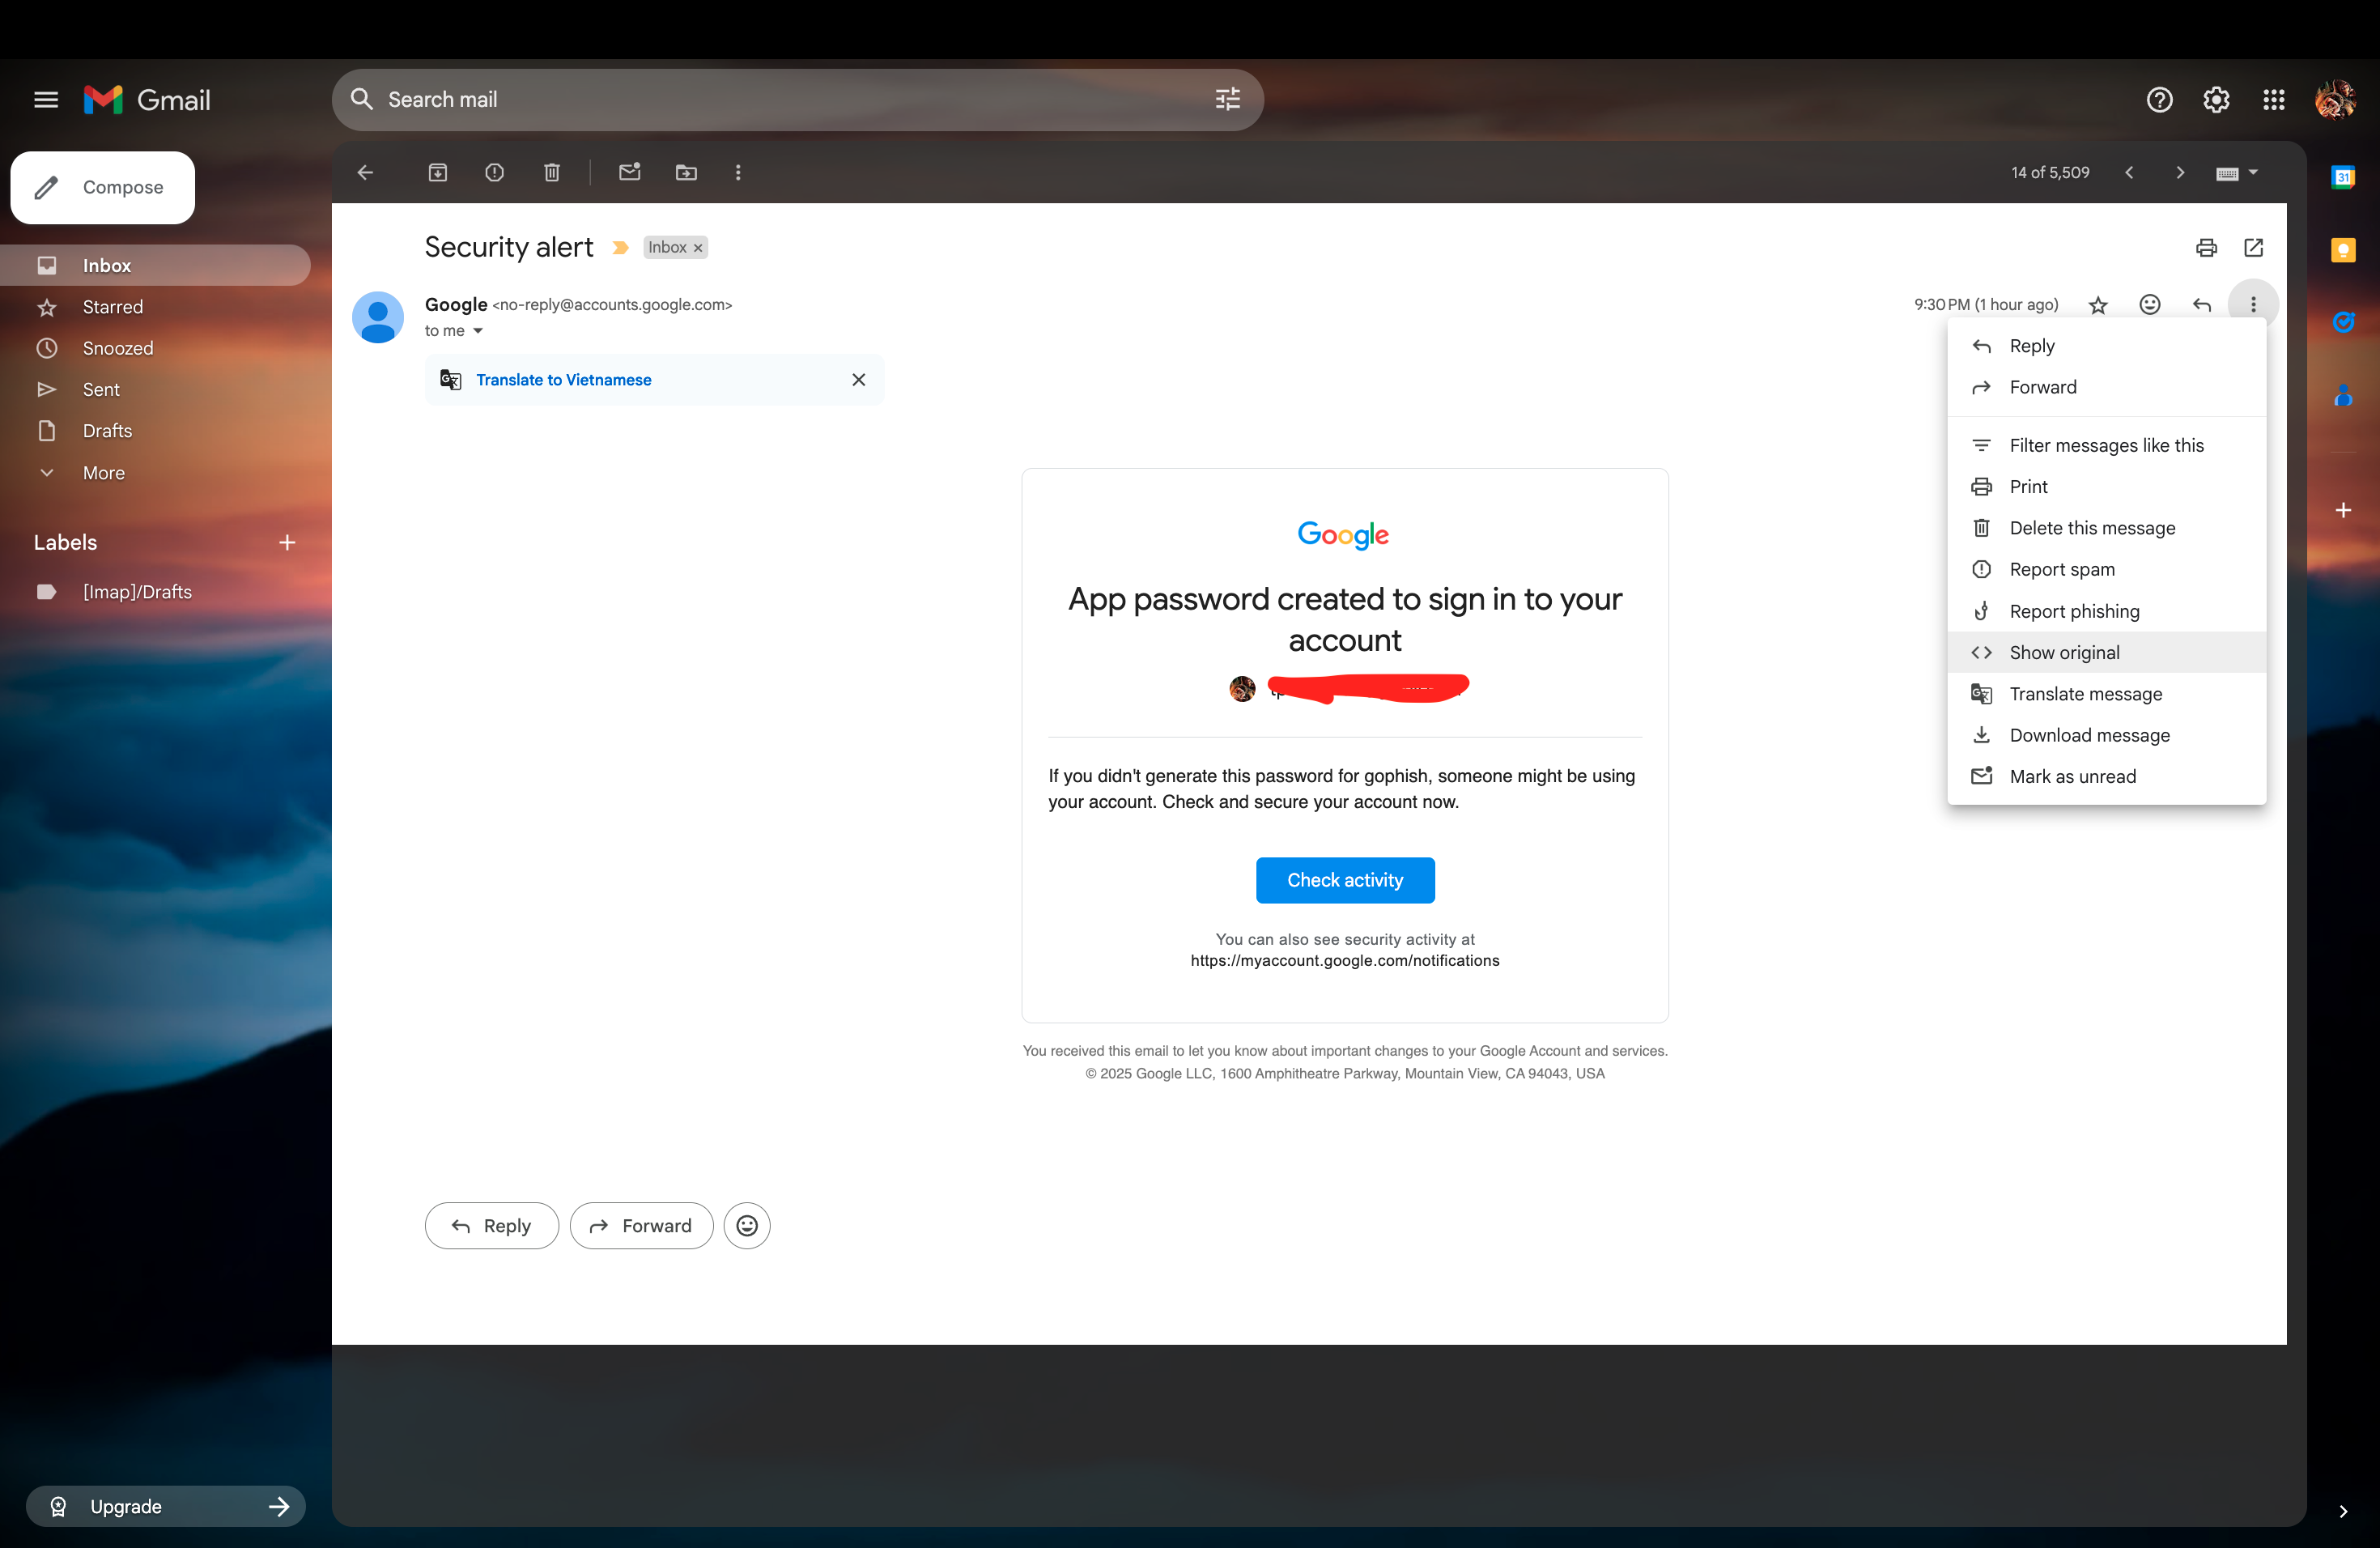 Gmail
Search mail
Compose
Inbox
Starred
Snoozed
Sent
Drafts
More
Labels
[Imap]/Drafts
Upgrade
14 of 5,509
31
Security alert
Inbox
Google <no-reply@accounts.google.com>
9:30 PM (1 hour ago)
to me
Translate to Vietnamese
Reply
Forward
Filter messages like this
Print
Delete this message
Report spam
Report phishing
Show original
Translate message
Download message
Mark as unread
Google
App password created to sign in to your
account
If you didn't generate this password for gophish, someone might be using
your account. Check and secure your account now.
Check activity
You can also see security activity at
https://myaccount.google.com/notifications
You received this email to let you know about important changes to your Google Account and services.
© 2025 Google LLC, 1600 Amphitheatre Parkway, Mountain View, CA 94043, USA
Reply
Forward